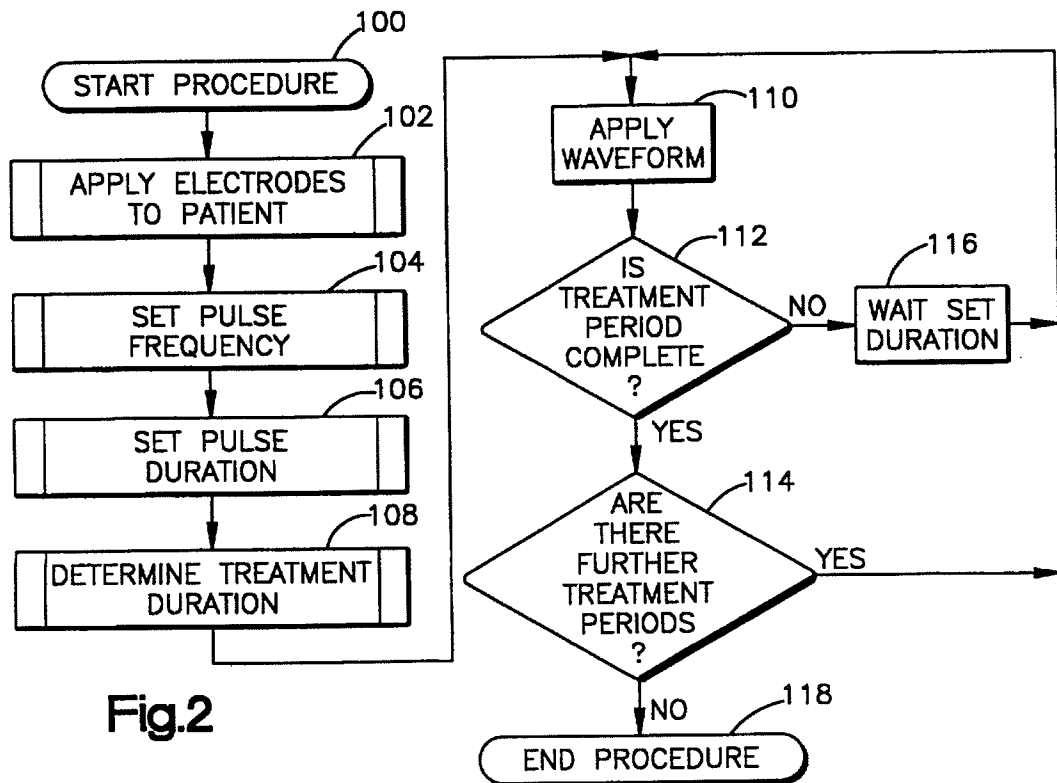 100
START PROCEDURE
102
APPLY ELECTRODES
TO PATIENT
104
SET PULSE
FREQUENCY
106
SET PULSE
DURATION
108
DETERMINE TREATMENT
DURATION
Fig.2
110
APPLY
WAVEFORM
112
IS
TREATMENT
PERIOD
COMPLETE
?
NO
116
WAIT SET
DURATION
YES
114
ARE
THERE
FURTHER
TREATMENT
PERIODS
?
YES
NO
118
END PROCEDURE